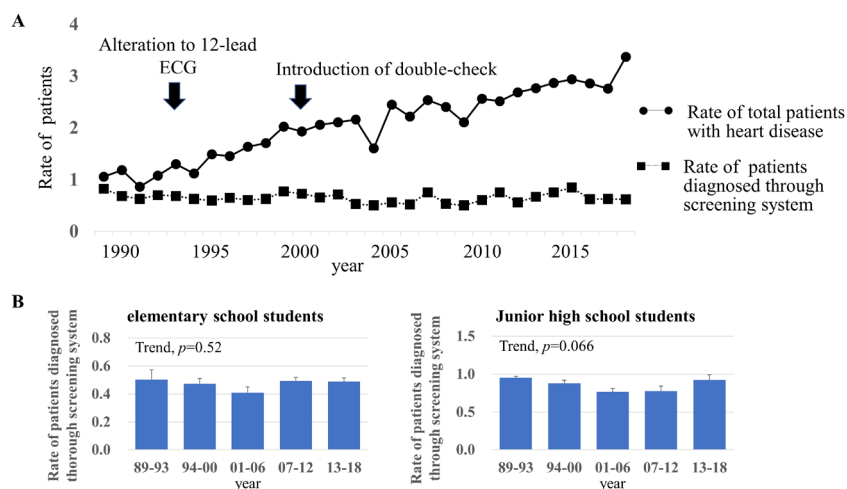 A
Alteration to 12-lead
ECG
Introduction of double-check
Rate of patients
4
3
2
1
0
1990 1995 2000 2005 2010 2015
year
Rate of total patients
with heart disease
Rate of patients
diagnosed through
screening system
B
elementary school students
Trend, p=0.52
Rate of patients diagnosed
thorough screening system
0.8
0.6
0.4
0.2
0.0
89-93 94-00 01-06 07-12 13-18
year
Junior high school students
Trend, p=0.066
Rate of patients diagnosed
through screening system
1.5
1.0
0.5
0.0
89-93 94-00 01-06 07-12 13-18
year